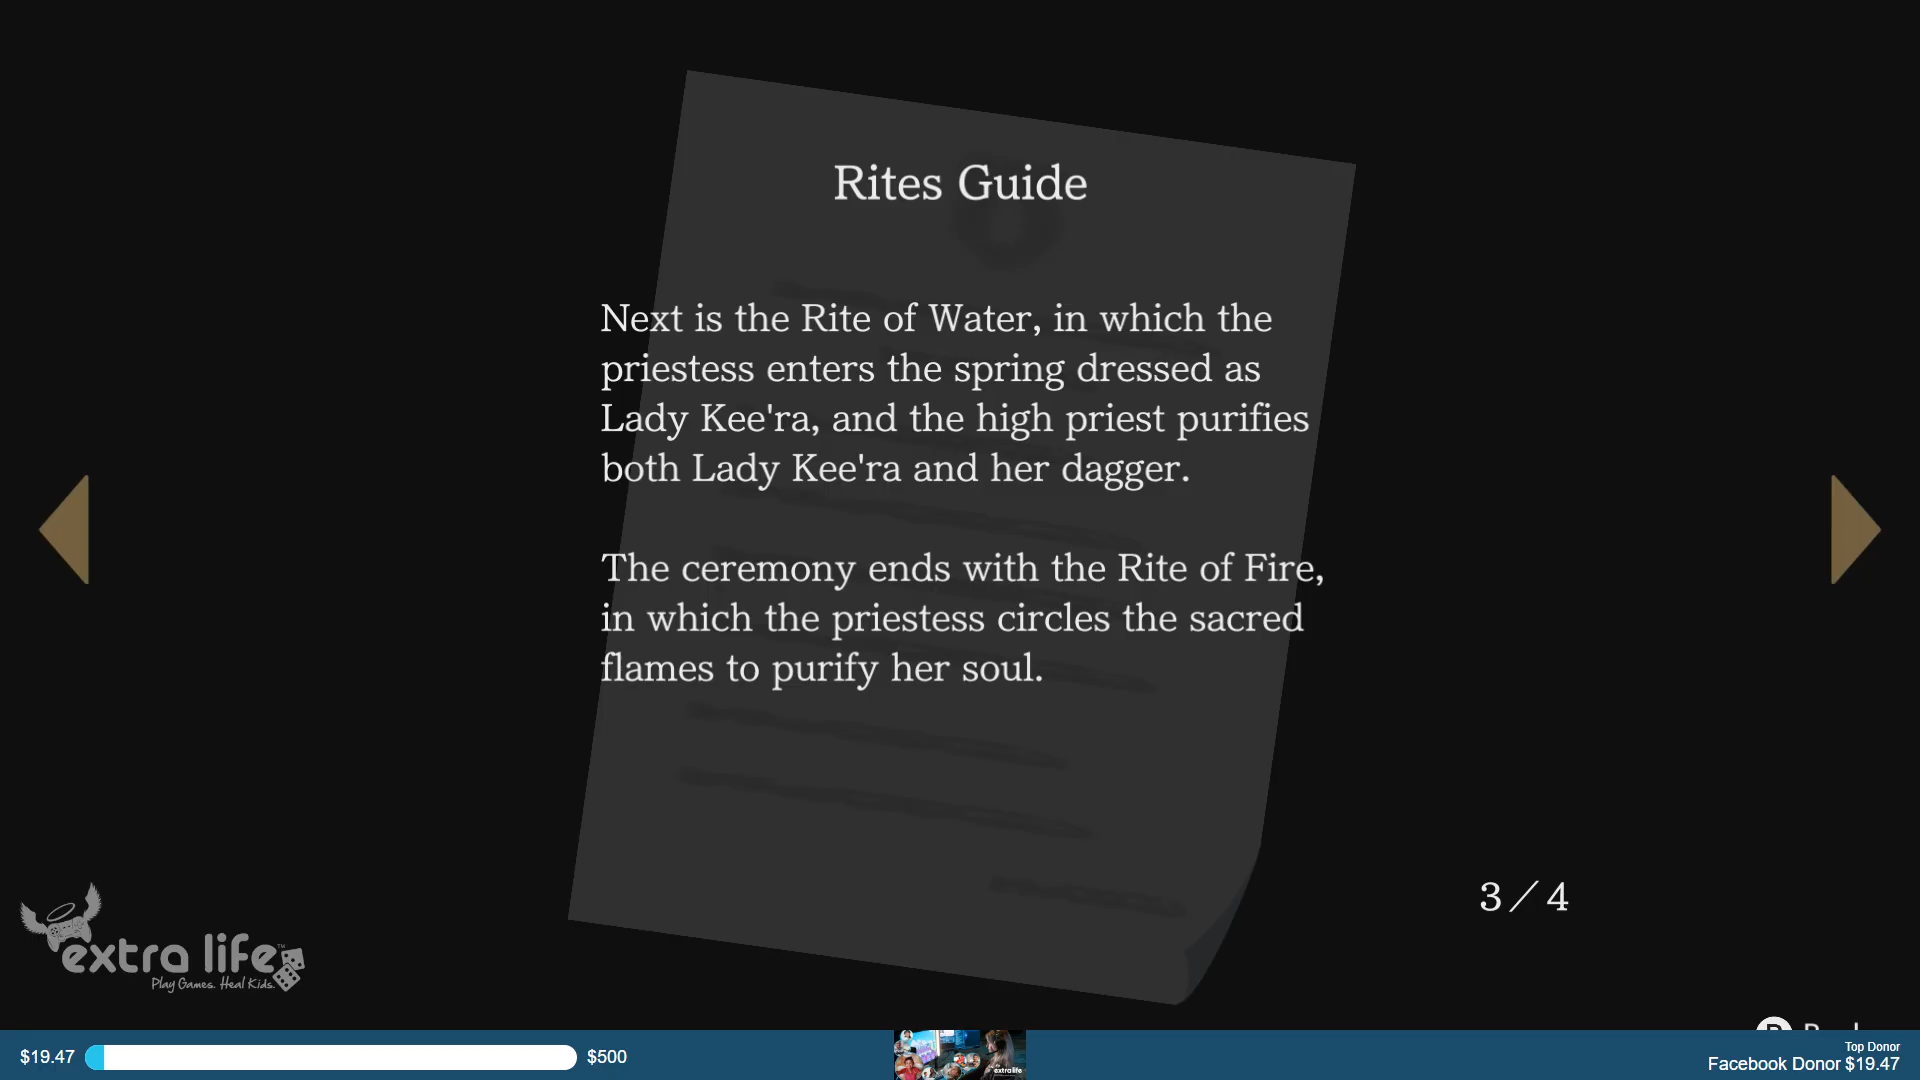 Rites Guide
Next is the Rite of Water, in which the
priestess enters the spring dressed as
Lady Kee'ra, and the high priest purifies
both Lady Kee'ra and her dagger.
The ceremony ends with the Rite of Fire,
in which the priestess circles the sacred
flames to purify her soul.
3/4
extra life™
Play Games. Heal Kids.
$19.47
$500
extralife
Top Donor
Facebook Donor $19.47